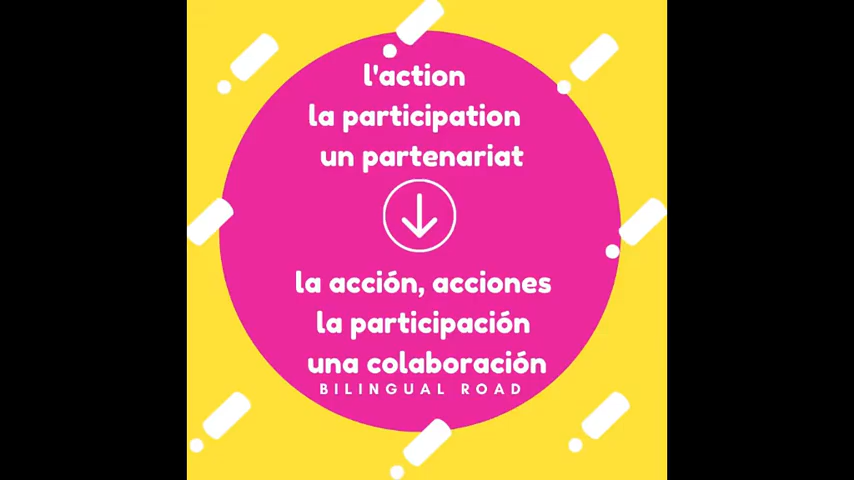 l'action
la participation
un partenariat
la acción, acciones
la participación
una colaboración
BILINGUAL ROAD